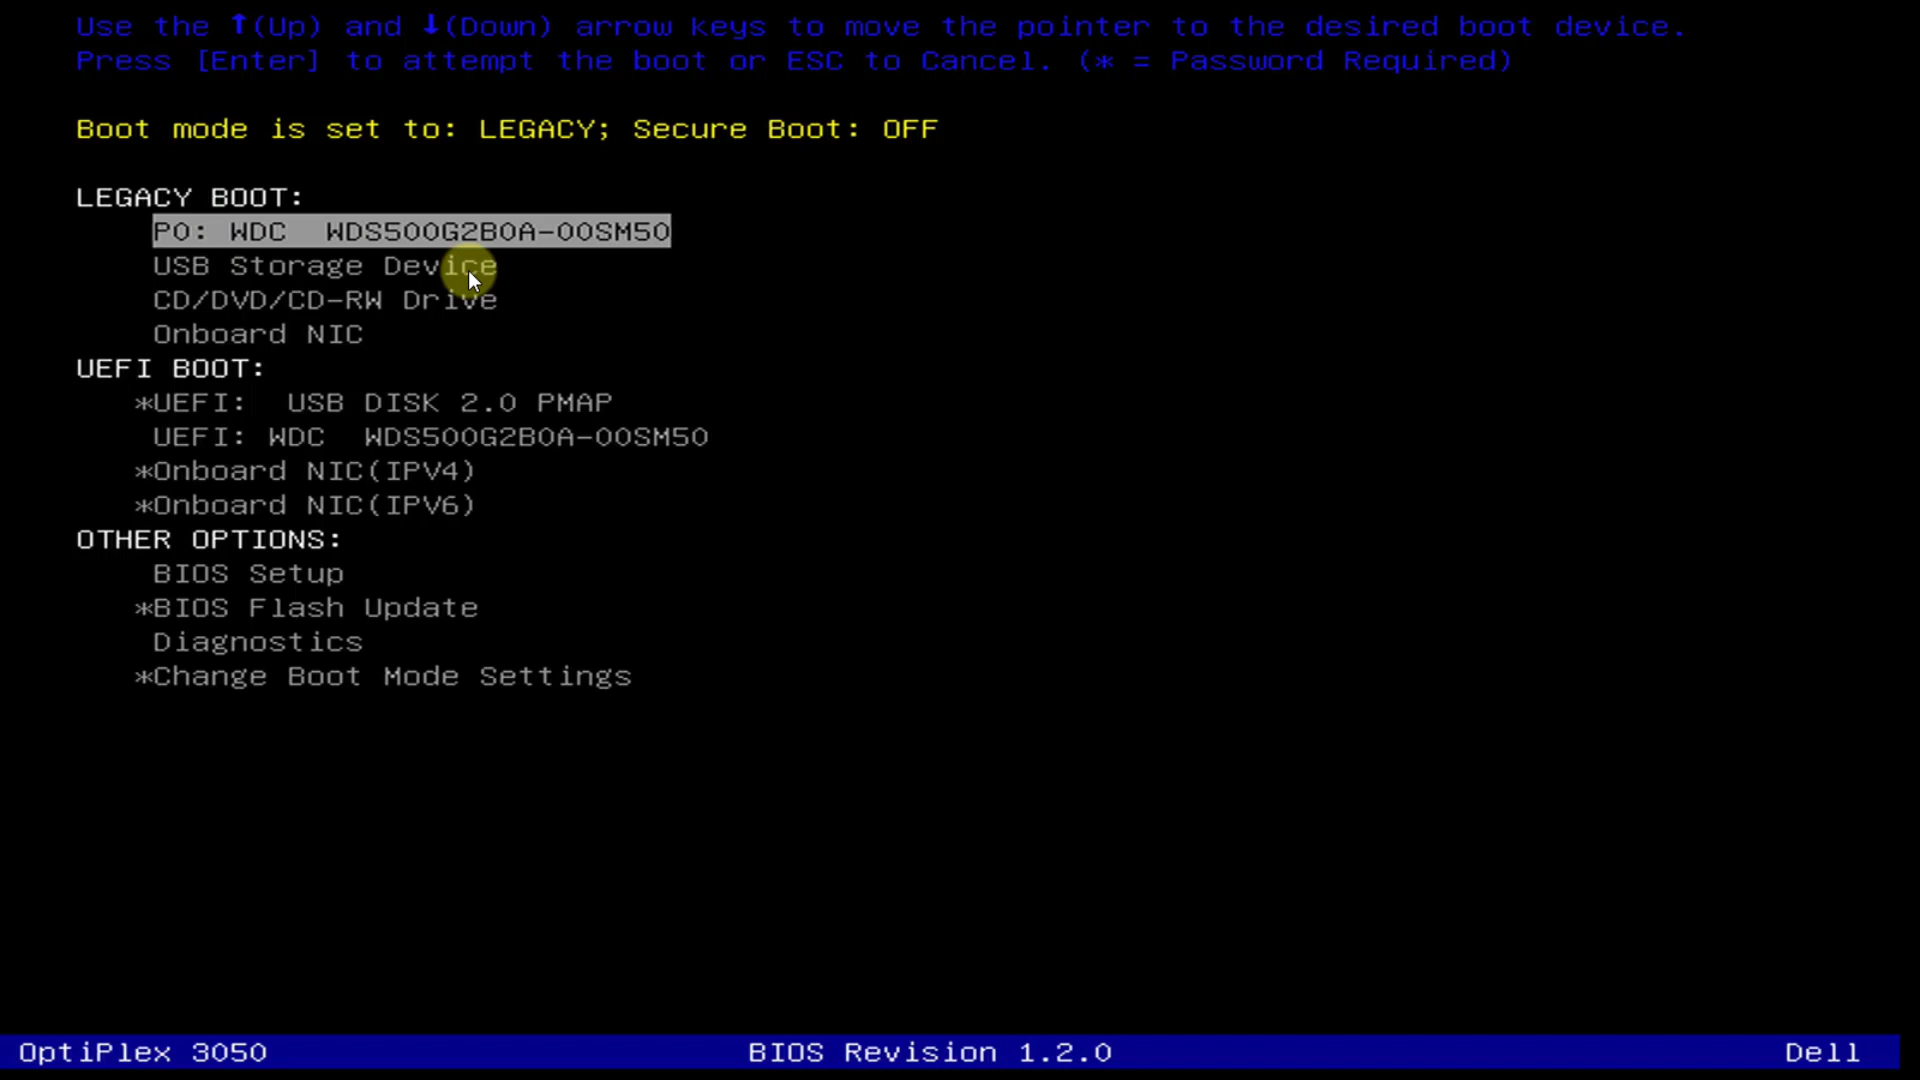 Use the ↑(Up) and ↓(Down) arrow keys to move the pointer to the desired boot device.
Press [Enter] to attempt the boot or ESC to Cancel. (* = Password Required)
Boot mode is set to: LEGACY; Secure Boot: OFF
LEGACY BOOT:
P0: WDC  WDS500G2B0A-00SM50
USB Storage Device
CD/DVD/CD-RW Drive
Onboard NIC
UEFI BOOT:
*UEFI:  USB DISK 2.0 PMAP
UEFI: WDC  WDS500G2B0A-00SM50
*Onboard NIC(IPV4)
*Onboard NIC(IPV6)
OTHER OPTIONS:
BIOS Setup
*BIOS Flash Update
Diagnostics
*Change Boot Mode Settings
OptiPlex 3050 BIOS Revision 1.2.0 Dell